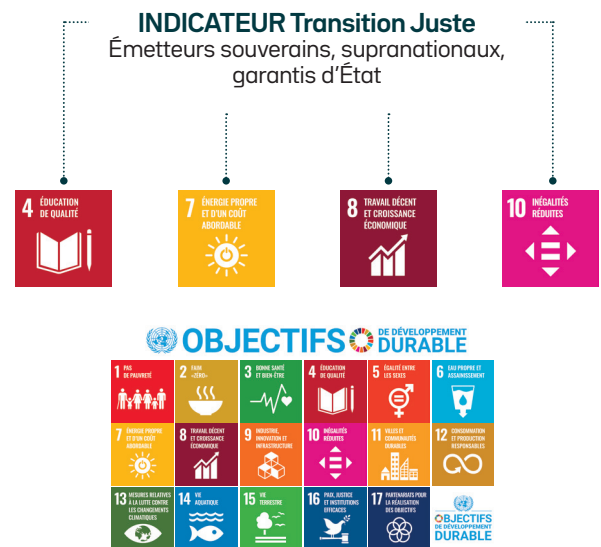 INDICATEUR Transition Juste
Émetteurs souverains, supranationaux,
garantis d'État
4 ÉDUCATION
DE QUALITÉ
7 ÉNERGIE PROPRE
ET D'UN COÛT
ABORDABLE
8 TRAVAIL DÉCENT
ET CROISSANCE
ÉCONOMIQUE
10 INÉGALITÉS
RÉDUITES
OBJECTIFS DE DÉVELOPPEMENT
DURABLE
1 PAS
DE PAUVRETÉ
2 FAIM
«ZÉRO»
3 BONNE SANTÉ
ET BIEN-ÊTRE
4 ÉDUCATION
DE QUALITÉ
5 ÉGALITÉ ENTRE
LES SEXES
6 EAU PROPRE ET
ASSAINISSEMENT
7 ÉNERGIE PROPRE
ET D'UN COÛT
ABORDABLE
8 TRAVAIL DÉCENT
ET CROISSANCE
ÉCONOMIQUE
9 INDUSTRIE,
INNOVATION ET
INFRASTRUCTURE
10 INÉGALITÉS
RÉDUITES
11 VILLES ET
COMMUNAUTÉS
DURABLES
12 CONSOMMATION
ET PRODUCTION
RESPONSABLES
13 MESURES RELATIVES
À LA LUTTE CONTRE
LES CHANGEMENTS
CLIMATIQUES
14 VIE
AQUATIQUE
15 VIE
TERRESTRE
16 PAIX, JUSTICE
ET INSTITUTIONS
EFFICACES
17 PARTENARIATS POUR
LA RÉALISATION
DES OBJECTIFS
OBJECTIFS
DE DÉVELOPPEMENT
DURABLE